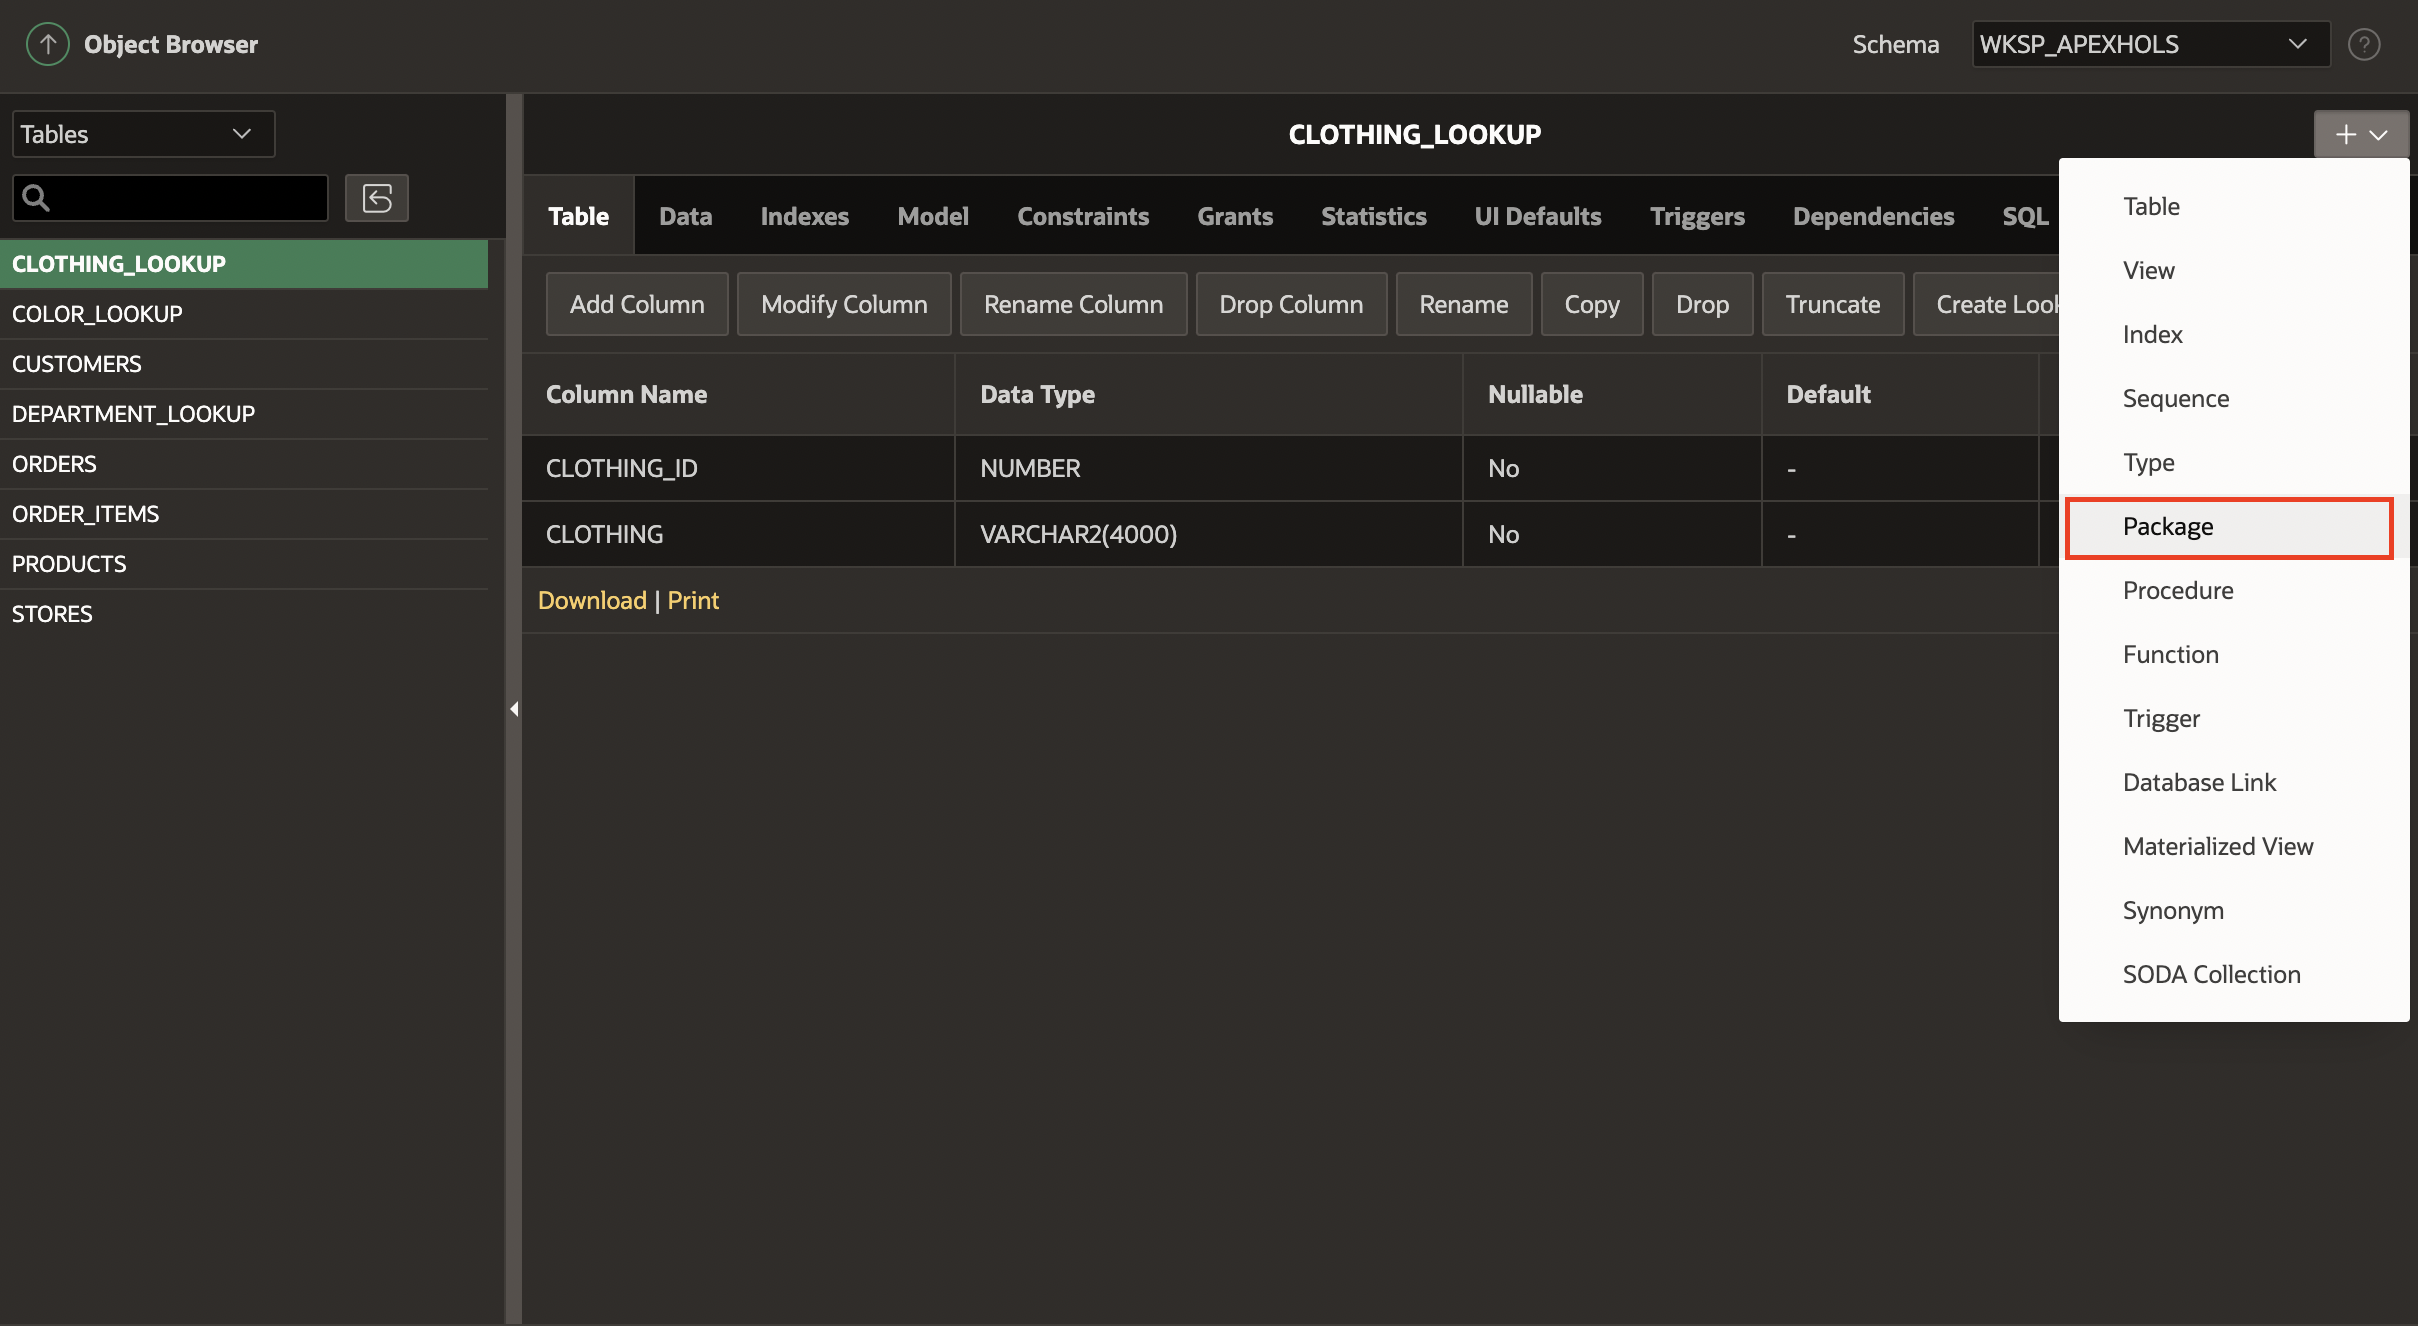 Object Browser
Schema WKSP_APEXHOLS ?
Tables
CLOTHING_LOOKUP
COLOR_LOOKUP
CUSTOMERS
DEPARTMENT_LOOKUP
ORDERS
ORDER_ITEMS
PRODUCTS
STORES
CLOTHING_LOOKUP
Table Data Indexes Model Constraints Grants Statistics UI Defaults Triggers Dependencies SQL
Add Column Modify Column Rename Column Drop Column Rename Copy Drop Truncate Create Look
Column Name Data Type Nullable Default
CLOTHING_ID NUMBER No -
CLOTHING VARCHAR2(4000) No -
Download | Print
Table
View
Index
Sequence
Type
Package
Procedure
Function
Trigger
Database Link
Materialized View
Synonym
SODA Collection